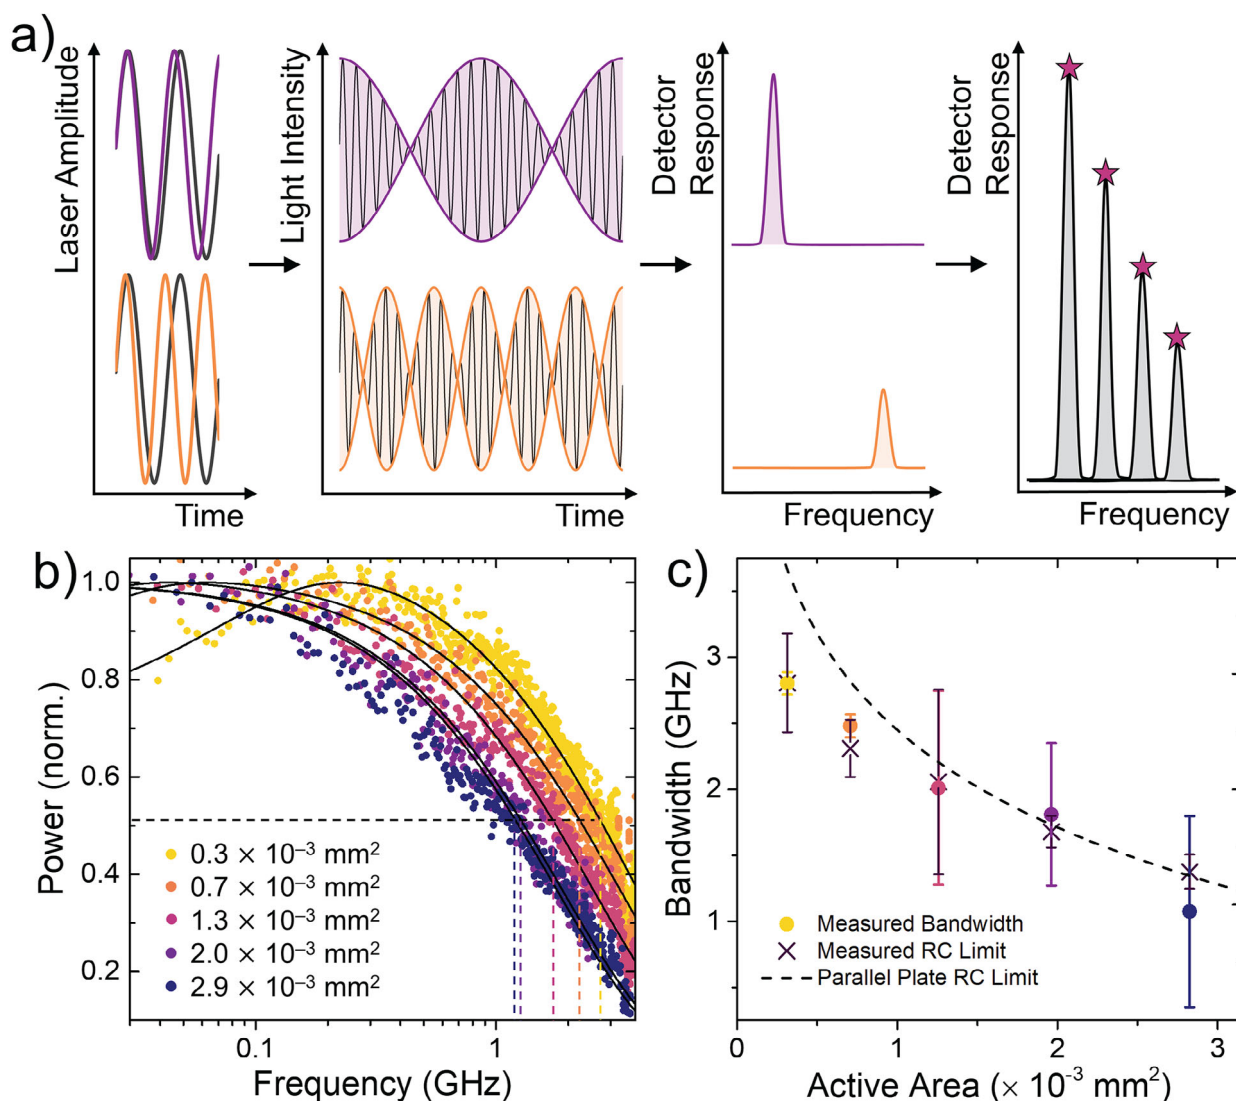 a)
Laser Amplitude
Time
Light Intensity
Time
Detector
Response
Frequency
Detector
Response
Frequency
b)
Power (norm.)
1.0
0.8
0.6
0.4
0.2
0.3 × 10⁻³ mm²
0.7 × 10⁻³ mm²
1.3 × 10⁻³ mm²
2.0 × 10⁻³ mm²
2.9 × 10⁻³ mm²
0.1
1
Frequency (GHz)
c)
Bandwidth (GHz)
3
2
1
Measured Bandwidth
Measured RC Limit
Parallel Plate RC Limit
0
1
2
3
Active Area (× 10⁻³ mm²)